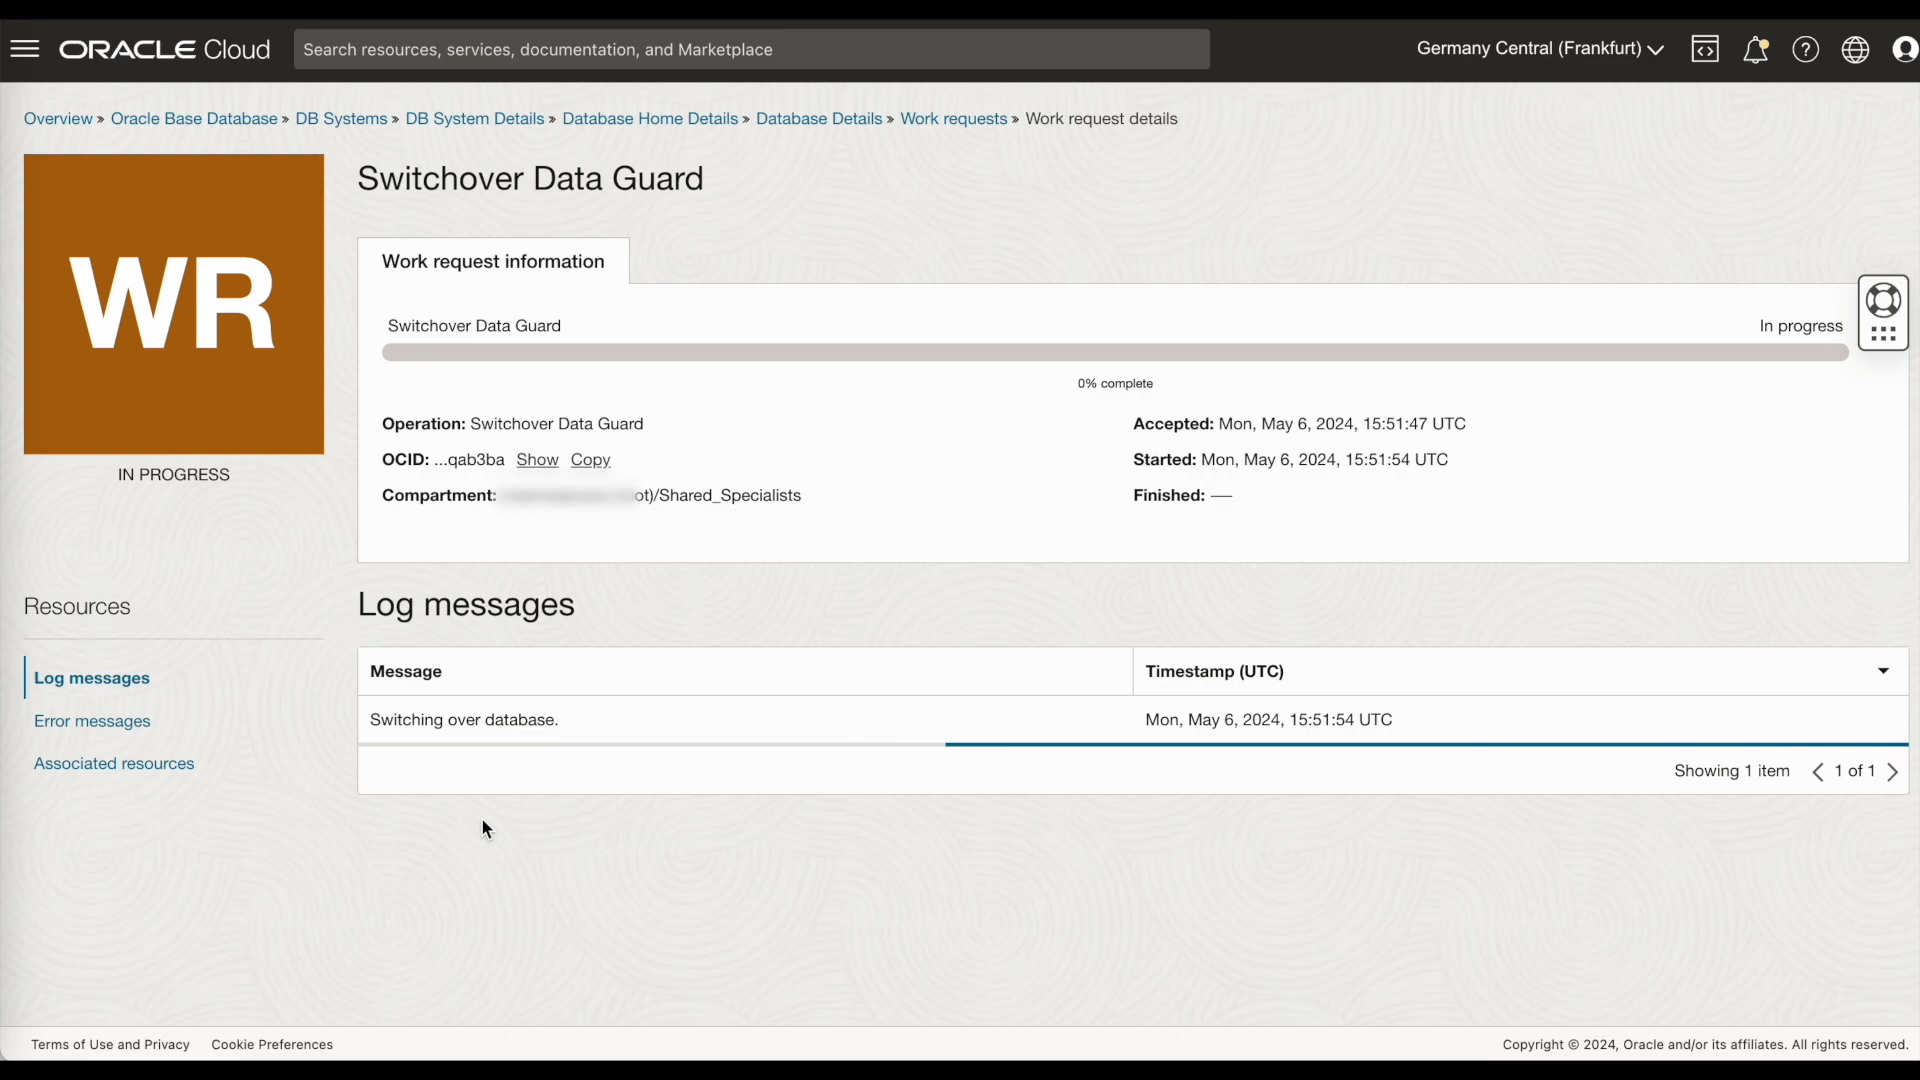 ORACLE Cloud
Search resources, services, documentation, and Marketplace
Germany Central (Frankfurt)
Overview » Oracle Base Database » DB Systems » DB System Details » Database Home Details » Database Details » Work requests » Work request details
WR
IN PROGRESS
Switchover Data Guard
Work request information
Switchover Data Guard
In progress
0% complete
Operation: Switchover Data Guard
OCID: ...qab3ba Show Copy
Compartment: ot)/Shared_Specialists
Accepted: Mon, May 6, 2024, 15:51:47 UTC
Started: Mon, May 6, 2024, 15:51:54 UTC
Finished: —
Resources
Log messages
Error messages
Associated resources
Log messages
Message Timestamp (UTC)
Switching over database. Mon, May 6, 2024, 15:51:54 UTC
Showing 1 item < 1 of 1 >
Terms of Use and Privacy Cookie Preferences
Copyright © 2024, Oracle and/or its affiliates. All rights reserved.